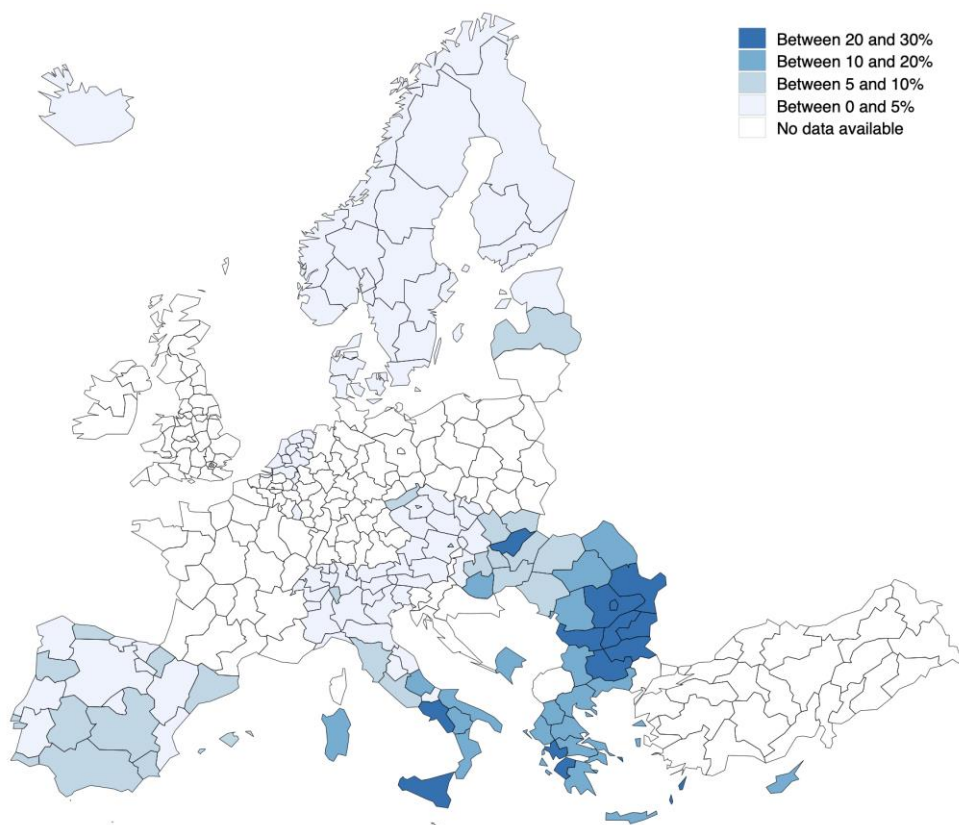 Between 20 and 30%
Between 10 and 20%
Between 5 and 10%
Between 0 and 5%
No data available